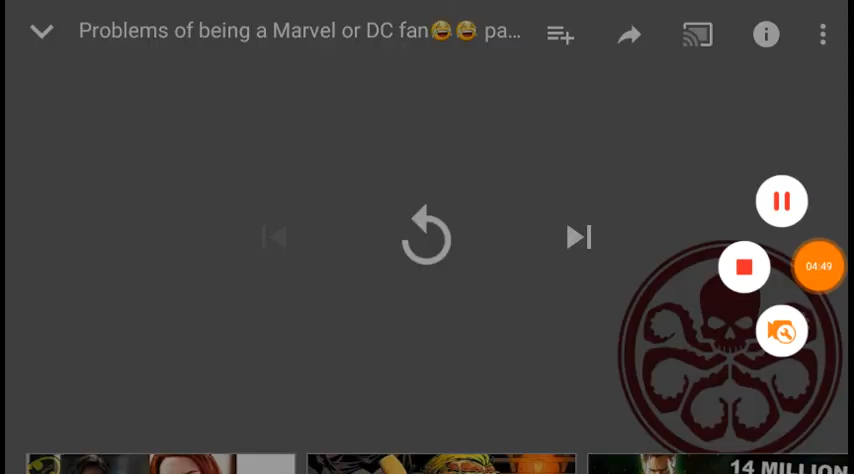 Problems of being a Marvel or DC fan😂😂 pa...
04:49
14 MILLION